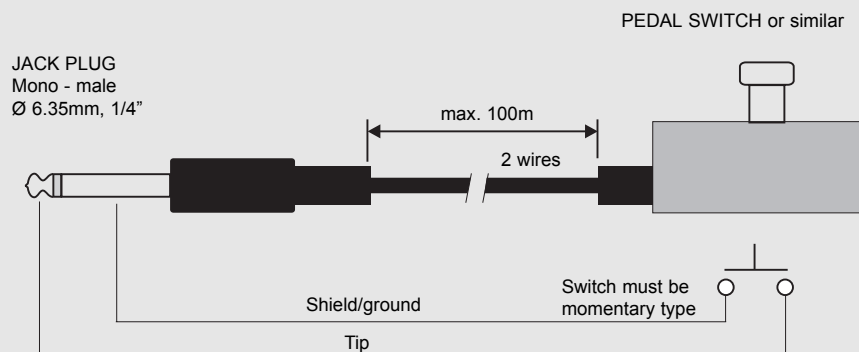 PEDAL SWITCH or similar
JACK PLUG
Mono - male
Ø 6.35mm, 1/4”
max. 100m
2 wires
Switch must be
momentary type
Shield/ground
Tip